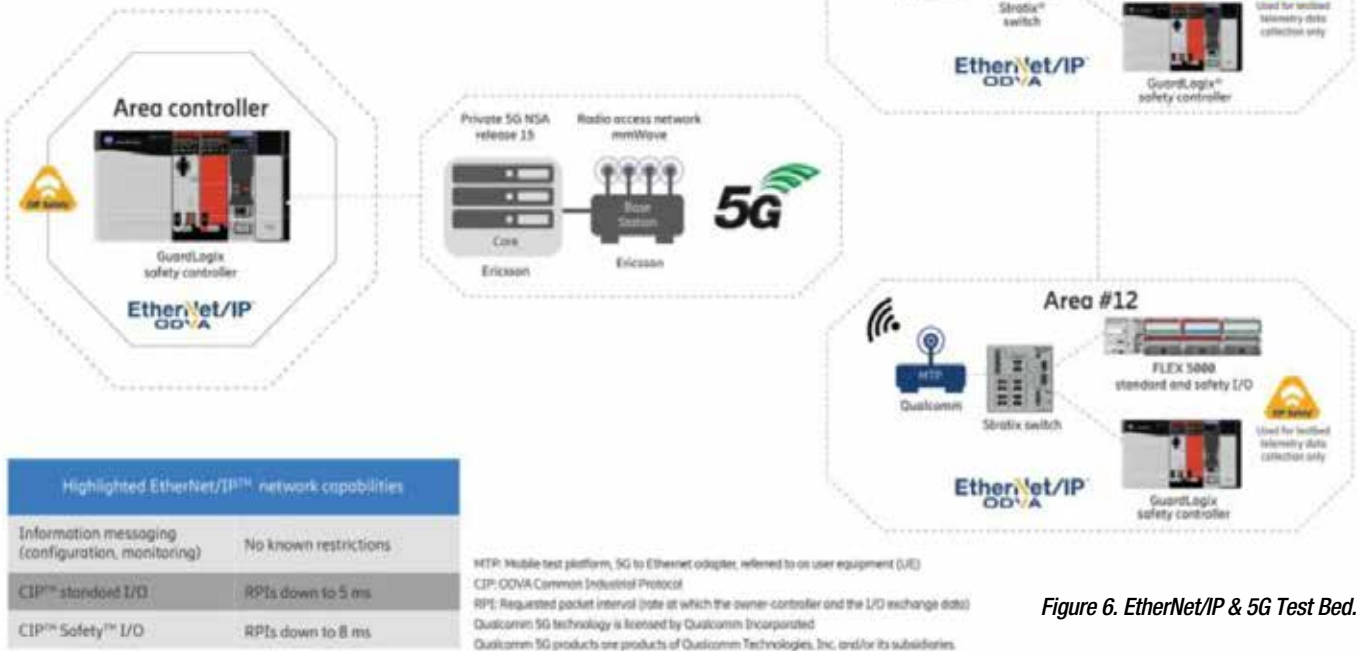 Area controller
CIP Safety
GuardLogix
safety controller
EtherNet/IP
ODVA
Private 5G NSA
release 15
Radio access network
mmWave
Core
Ericsson
Base
Station
Ericsson
5G
Stratix®
switch
Used for testbed
telemetry data
collection only
EtherNet/IP
ODVA
GuardLogix®
safety controller
Area #12
MTP
Qualcomm
Stratix switch
FLEX 5000
standard and safety I/O
CIP Safety
Used for testbed
telemetry data
collection only
EtherNet/IP
ODVA
GuardLogix
safety controller
Highlighted EtherNet/IP™ network capabilities
Information messaging
(configuration, monitoring)
No known restrictions
CIP™ standard I/O
RPIs down to 5 ms
CIP™ Safety™ I/O
RPIs down to 8 ms
MTP: Mobile test platform, 5G to Ethernet adapter, referred to as user equipment (UE)
CIP: ODVA Common Industrial Protocol
RPI: Requested packet interval (rate at which the owner-controller and the I/O exchange data)
Qualcomm 5G technology is licensed by Qualcomm Incorporated
Qualcomm 5G products are products of Qualcomm Technologies, Inc. and/or its subsidiaries.
Figure 6. EtherNet/IP & 5G Test Bed.